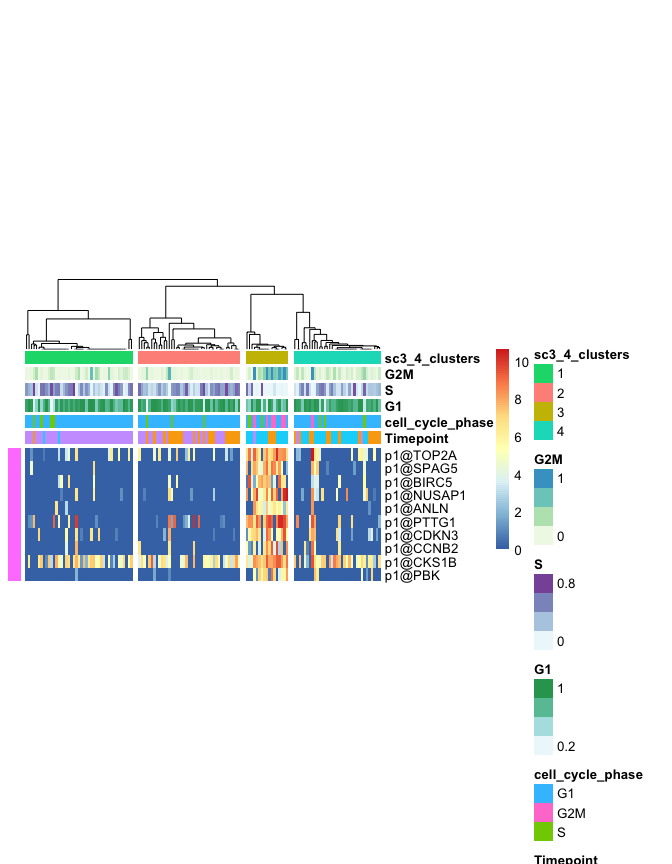 sc3_4_clusters
G2M
S
G1
cell_cycle_phase
Timepoint
p1@TOP2A
p1@SPAG5
p1@BIRC5
p1@NUSAP1
p1@ANLN
p1@PTTG1
p1@CDKN3
p1@CCNB2
p1@CKS1B
p1@PBK
10
8
6
4
2
0
sc3_4_clusters
1
2
3
4
G2M
1
0
S
0.8
0
G1
1
0.2
cell_cycle_phase
G1
G2M
S
Timepoint